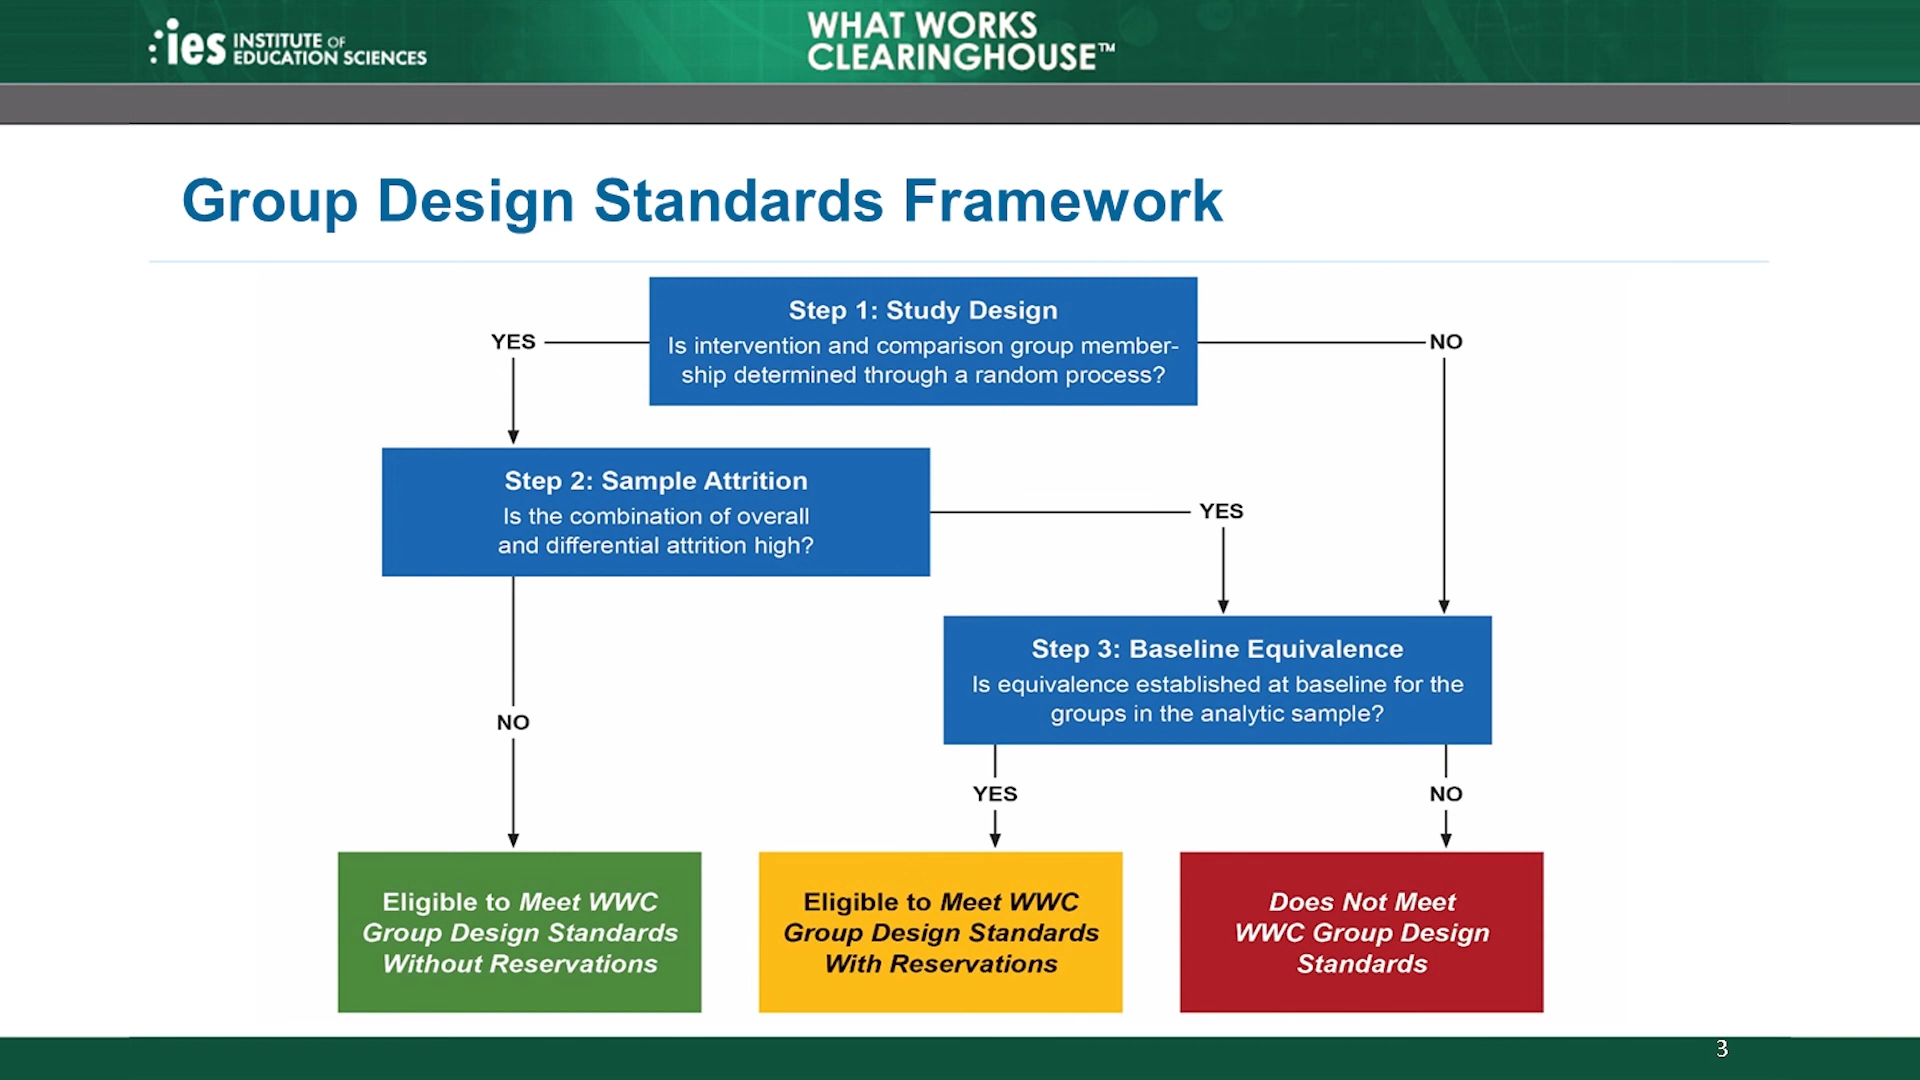 ies INSTITUTE OF
EDUCATION SCIENCES
WHAT WORKS
CLEARINGHOUSE™
Group Design Standards Framework
Step 1: Study Design
Is intervention and comparison group member-
ship determined through a random process?
YES
NO
Step 2: Sample Attrition
Is the combination of overall
and differential attrition high?
YES
NO
Step 3: Baseline Equivalence
Is equivalence established at baseline for the
groups in the analytic sample?
YES
NO
Eligible to Meet WWC
Group Design Standards
Without Reservations
Eligible to Meet WWC
Group Design Standards
With Reservations
Does Not Meet
WWC Group Design
Standards
3